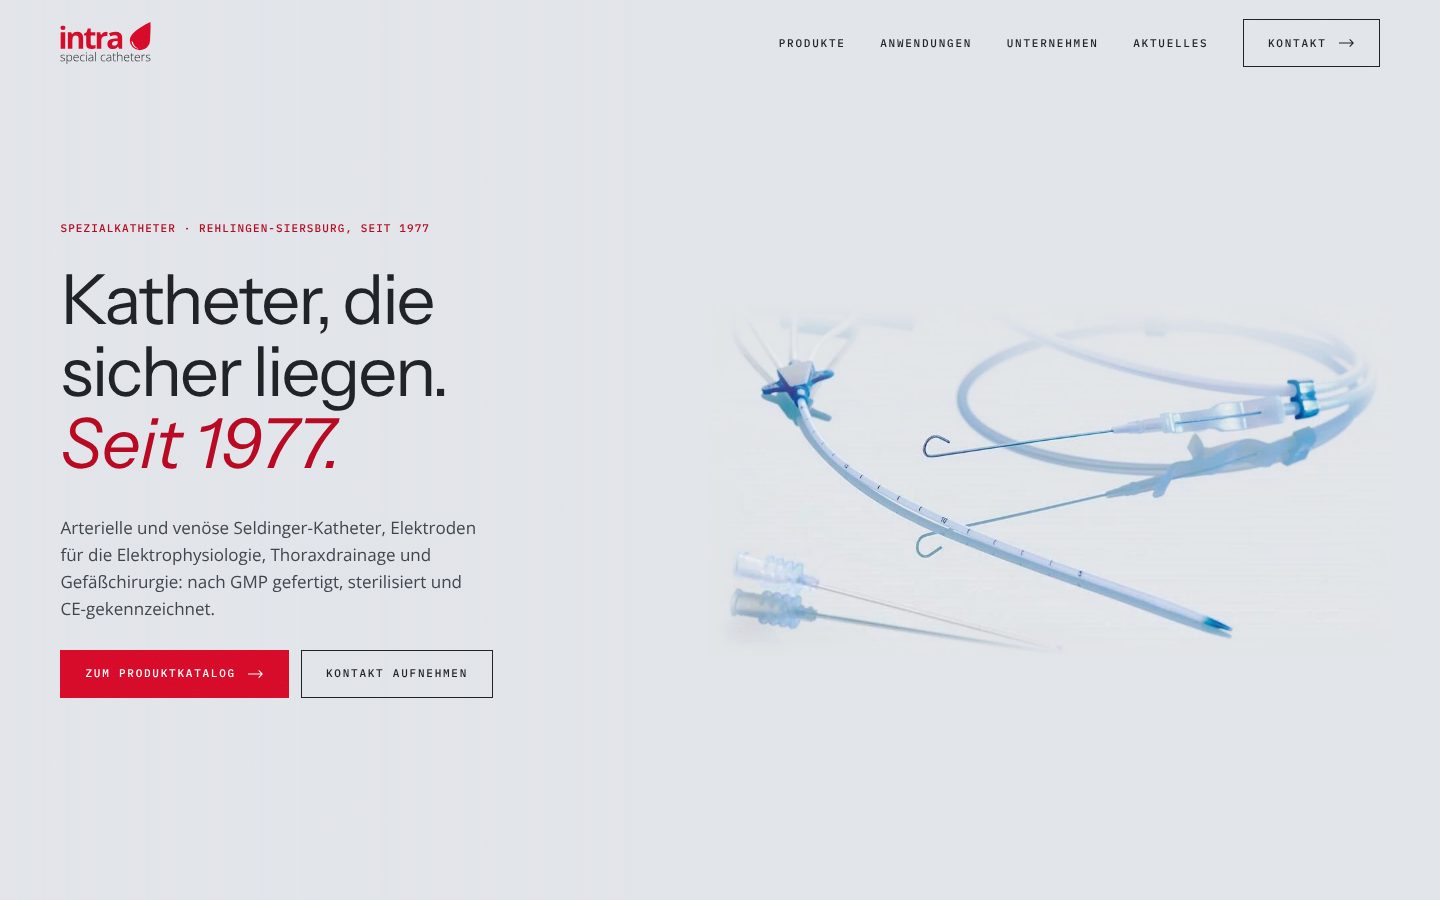 intra
special catheters
PRODUKTE
ANWENDUNGEN
UNTERNEHMEN
AKTUELLES
KONTAKT
SPEZIALKATHETER · REHLINGEN-SIERSBURG, SEIT 1977
Katheter, die
sicher liegen.
Seit 1977.
Arterielle und venöse Seldinger-Katheter, Elektroden
für die Elektrophysiologie, Thoraxdrainage und
Gefäßchirurgie: nach GMP gefertigt, sterilisiert und
CE-gekennzeichnet.
ZUM PRODUKTKATALOG
KONTAKT AUFNEHMEN